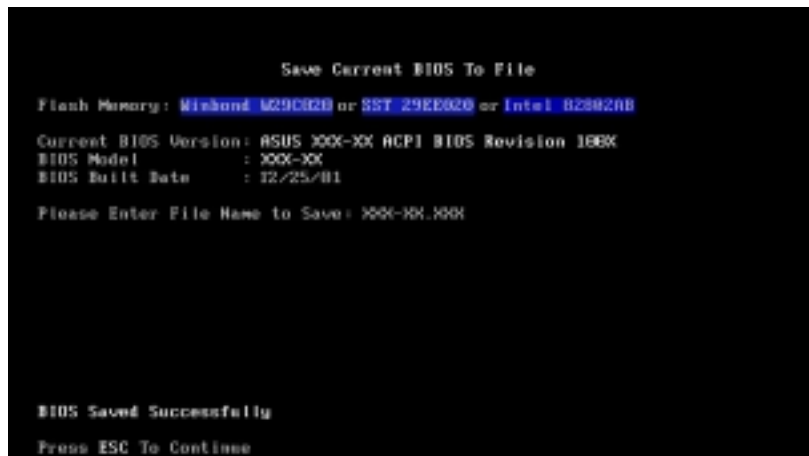 Save Current BIOS To File
Flash Memory: Winbond W29C020 or SST 29EE020 or Intel 82802AB
Current BIOS Version: ASUS XXX-XX ACPI BIOS Revision 100X
BIOS Model : XXX-XX
BIOS Built Date : 12/25/01
Please Enter File Name to Save: XXX-XX.XXX
BIOS Saved Successfully
Press ESC To Continue